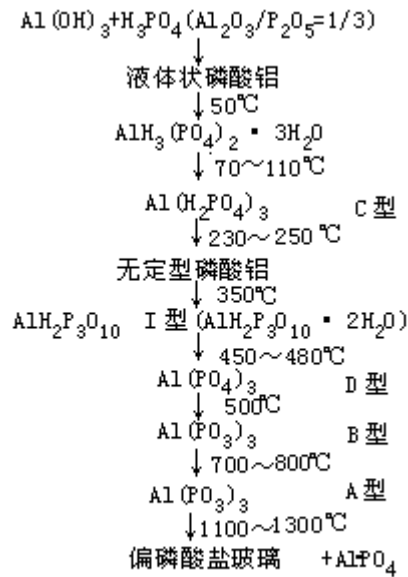 Al(OH)₃+H₃PO₄(Al₂O₃/P₂O₅=1/3)
↓
液体状磷酸铝
↓50℃
AlH₃(PO₄)₂·3H₂O
↓70～110℃
Al(H₂PO₄)₃ C型
↓230～250℃
无定型磷酸铝
↓350℃
AlH₂P₃O₁₀ I型(AlH₂P₃O₁₀·2H₂O)
↓450～480℃
Al(PO₄)₃ D型
↓500℃
Al(PO₃)₃ B型
↓700～800℃
Al(PO₃)₃ A型
↓1100～1300℃
偏磷酸盐玻璃 +AlPO₄